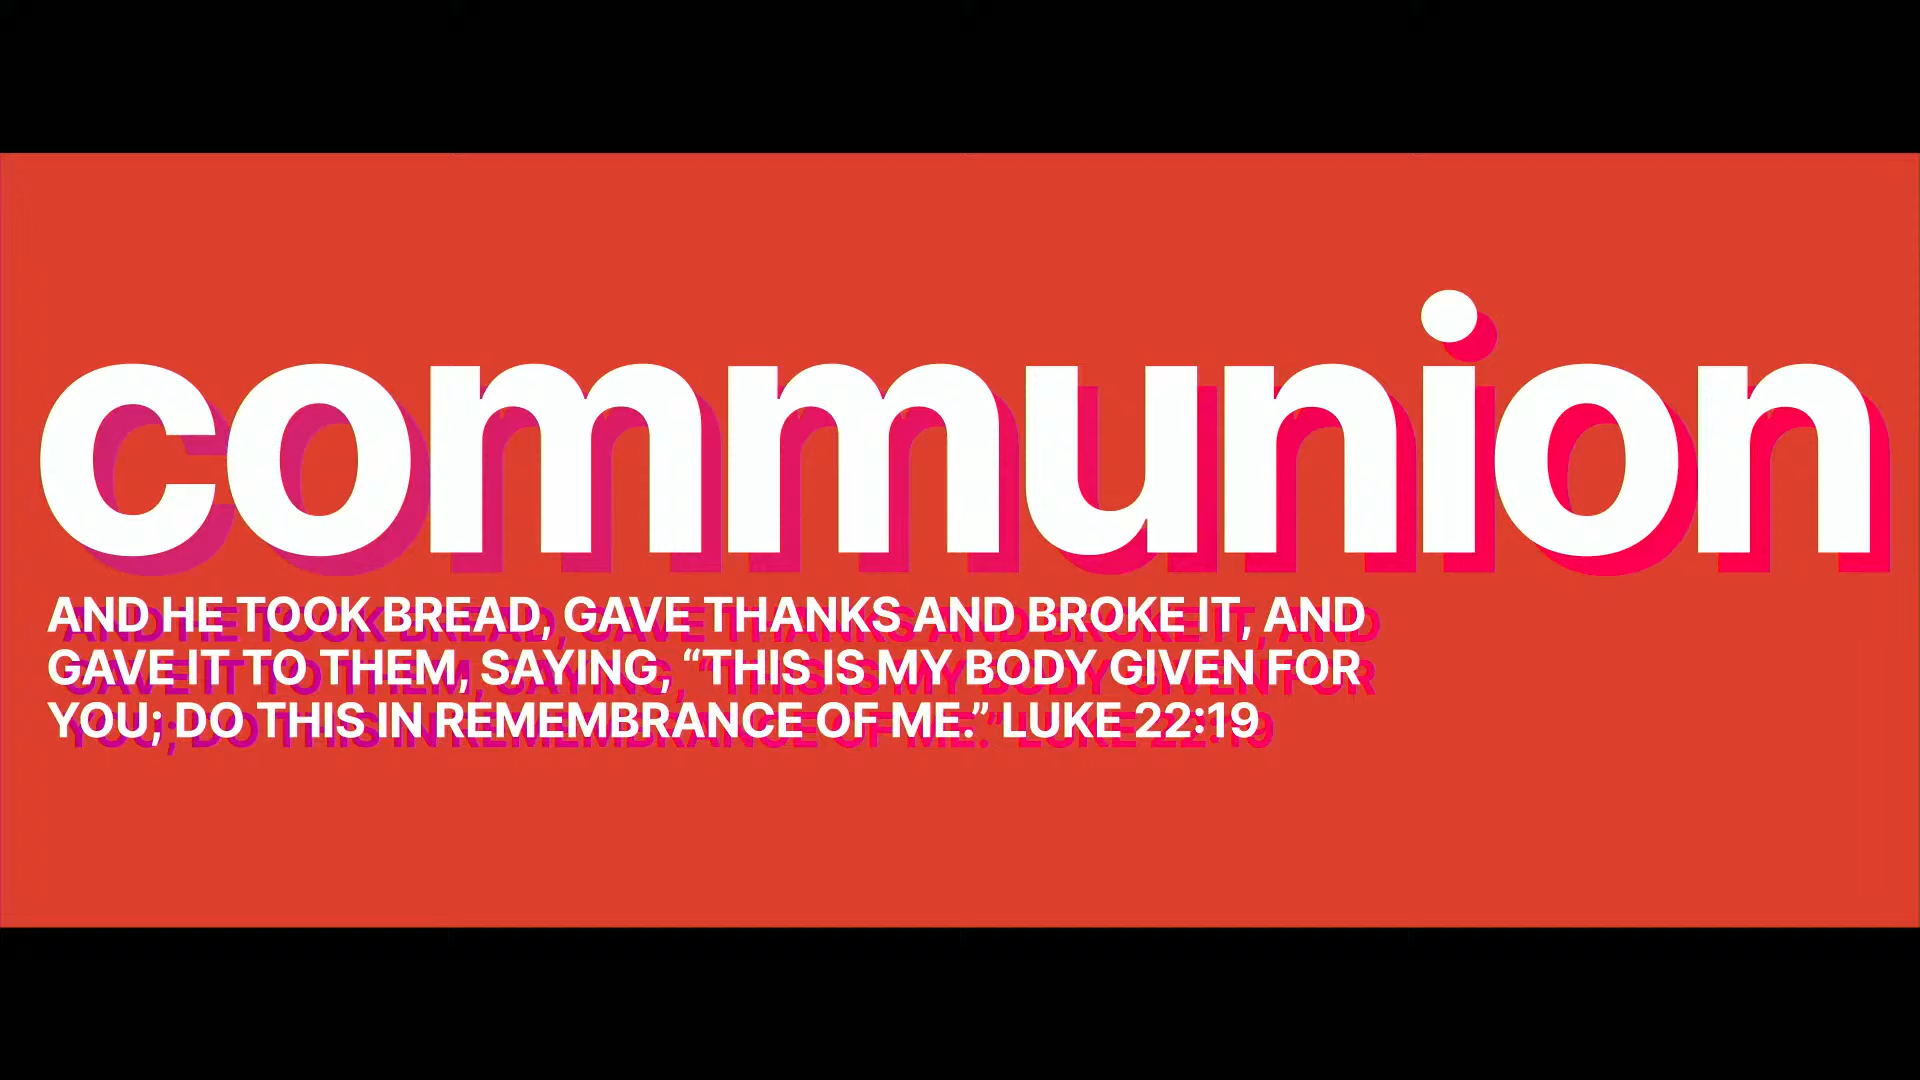 communion
AND HE TOOK BREAD, GAVE THANKS AND BROKE IT, AND
GAVE IT TO THEM, SAYING, “THIS IS MY BODY GIVEN FOR
YOU; DO THIS IN REMEMBRANCE OF ME.” LUKE 22:19